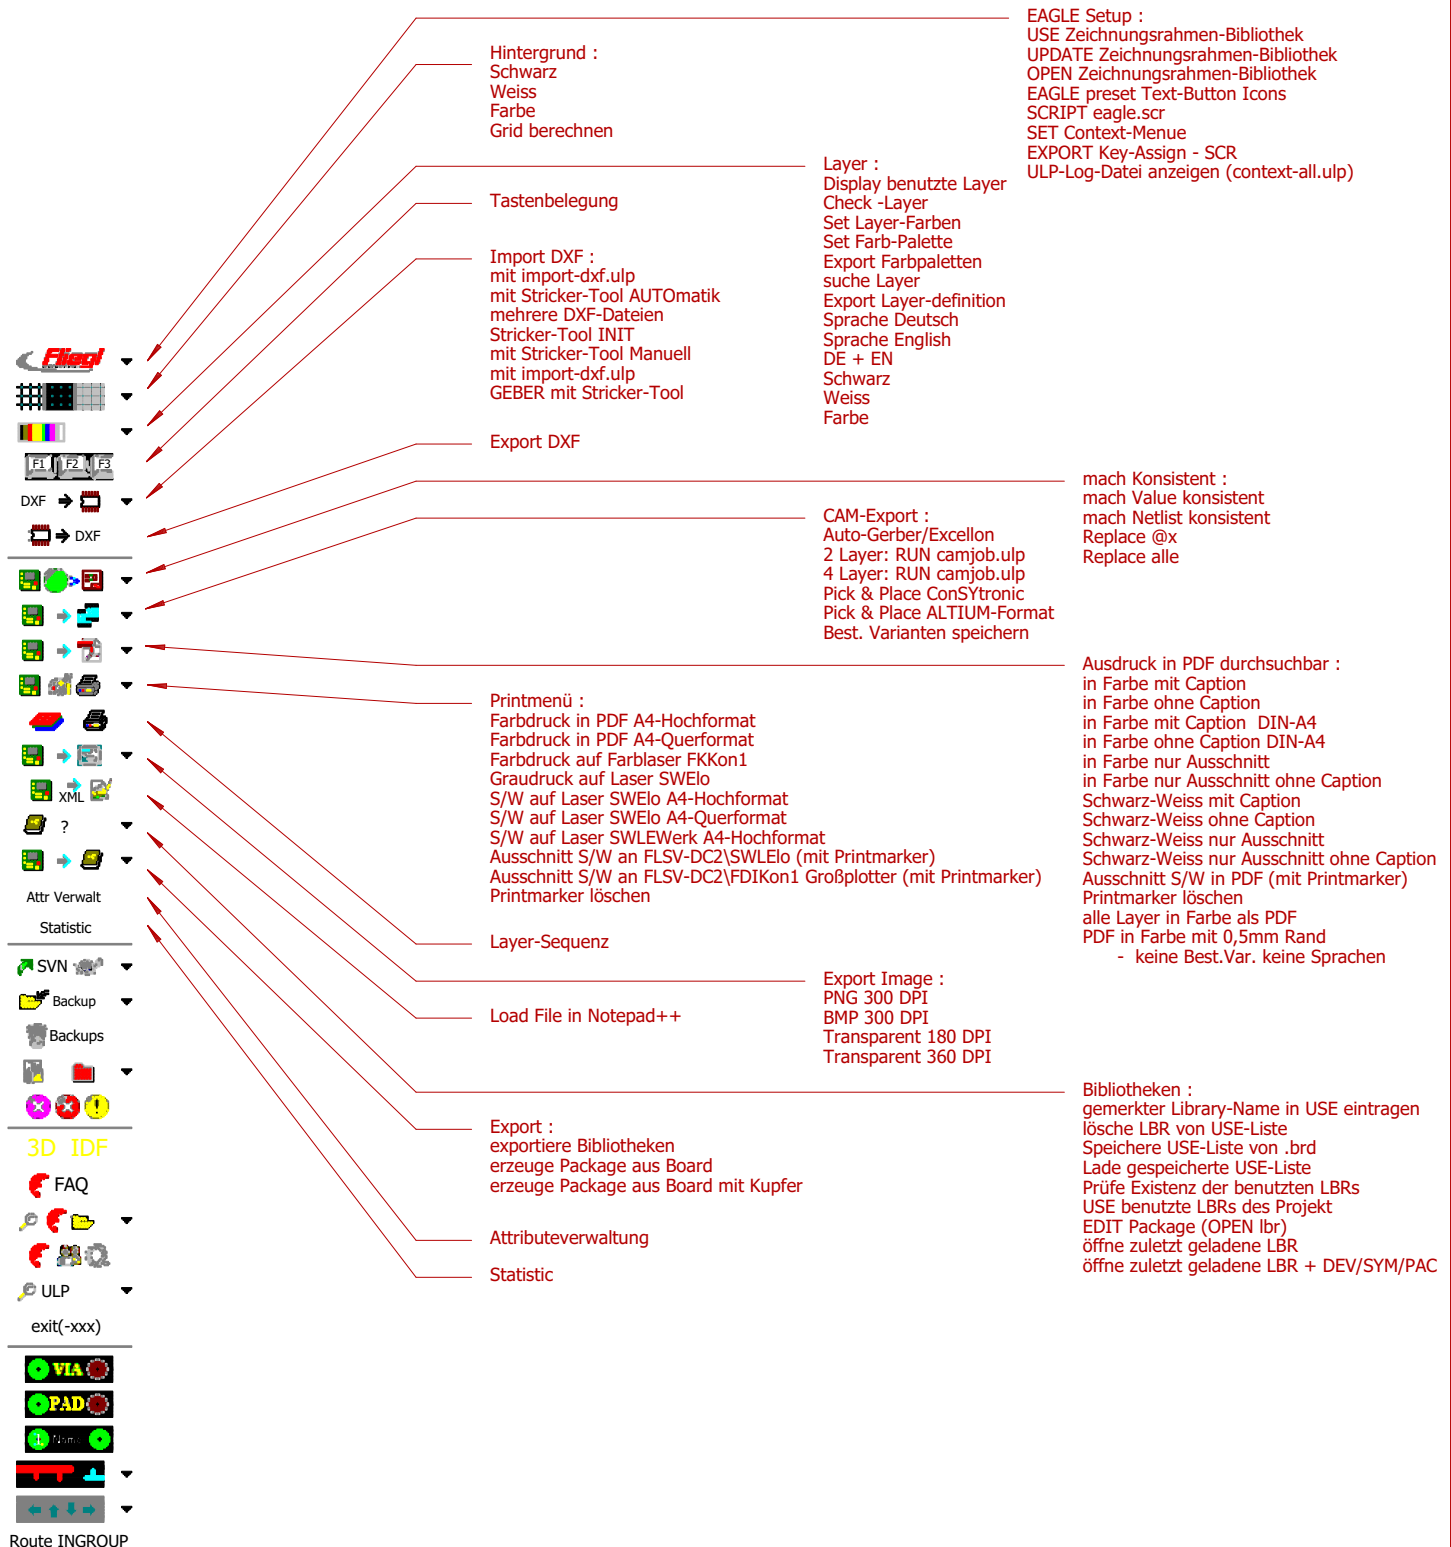 EAGLE Setup :
USE Zeichnungsrahmen-Bibliothek
UPDATE Zeichnungsrahmen-Bibliothek
OPEN Zeichnungsrahmen-Bibliothek
EAGLE preset Text-Button Icons
SCRIPT eagle.scr
SET Context-Menue
EXPORT Key-Assign - SCR
ULP-Log-Datei anzeigen (context-all.ulp)
Hintergrund :
Schwarz
Weiss
Farbe
Grid berechnen
Layer :
Display benutzte Layer
Check -Layer
Set Layer-Farben
Set Farb-Palette
Export Farbpaletten
suche Layer
Export Layer-definition
Sprache Deutsch
Sprache English
DE + EN
Schwarz
Weiss
Farbe
Tastenbelegung
Import DXF :
mit import-dxf.ulp
mit Stricker-Tool AUTOmatik
mehrere DXF-Dateien
Stricker-Tool INIT
mit Stricker-Tool Manuell
mit import-dxf.ulp
GEBER mit Stricker-Tool
Export DXF
mach Konsistent :
mach Value konsistent
mach Netlist konsistent
Replace @x
Replace alle
CAM-Export :
Auto-Gerber/Excellon
2 Layer: RUN camjob.ulp
4 Layer: RUN camjob.ulp
Pick & Place ConSYtronic
Pick & Place ALTIUM-Format
Best. Varianten speichern
Ausdruck in PDF durchsuchbar :
in Farbe mit Caption
in Farbe ohne Caption
in Farbe mit Caption  DIN-A4
in Farbe ohne Caption DIN-A4
in Farbe nur Ausschnitt
in Farbe nur Ausschnitt ohne Caption
Schwarz-Weiss mit Caption
Schwarz-Weiss ohne Caption
Schwarz-Weiss nur Ausschnitt
Schwarz-Weiss nur Ausschnitt ohne Caption
Ausschnitt S/W in PDF (mit Printmarker)
Printmarker löschen
alle Layer in Farbe als PDF
PDF in Farbe mit 0,5mm Rand
- keine Best.Var. keine Sprachen
Printmenü :
Farbdruck in PDF A4-Hochformat
Farbdruck in PDF A4-Querformat
Farbdruck auf Farblaser FKKon1
Graudruck auf Laser SWElo
S/W auf Laser SWElo A4-Hochformat
S/W auf Laser SWElo A4-Querformat
S/W auf Laser SWLEWerk A4-Hochformat
Ausschnitt S/W an FLSV-DC2\SWLElo (mit Printmarker)
Ausschnitt S/W an FLSV-DC2\FDIKon1 Großplotter (mit Printmarker)
Printmarker löschen
Layer-Sequenz
Export Image :
PNG 300 DPI
BMP 300 DPI
Transparent 180 DPI
Transparent 360 DPI
Load File in Notepad++
Bibliotheken :
gemerkter Library-Name in USE eintragen
lösche LBR von USE-Liste
Speichere USE-Liste von .brd
Lade gespeicherte USE-Liste
Prüfe Existenz der benutzten LBRs
USE benutzte LBRs des Projekt
EDIT Package (OPEN lbr)
öffne zuletzt geladene LBR
öffne zuletzt geladene LBR + DEV/SYM/PAC
Export :
exportiere Bibliotheken
erzeuge Package aus Board
erzeuge Package aus Board mit Kupfer
Attributeverwaltung
Statistic
Fliegl
F1 F2 F3
DXF
DXF
XML
?
Attr Verwalt
Statistic
SVN
Backup
Backups
3D IDF
FAQ
ULP
exit(-xxx)
VIA
PAD
1 Name
Route INGROUP